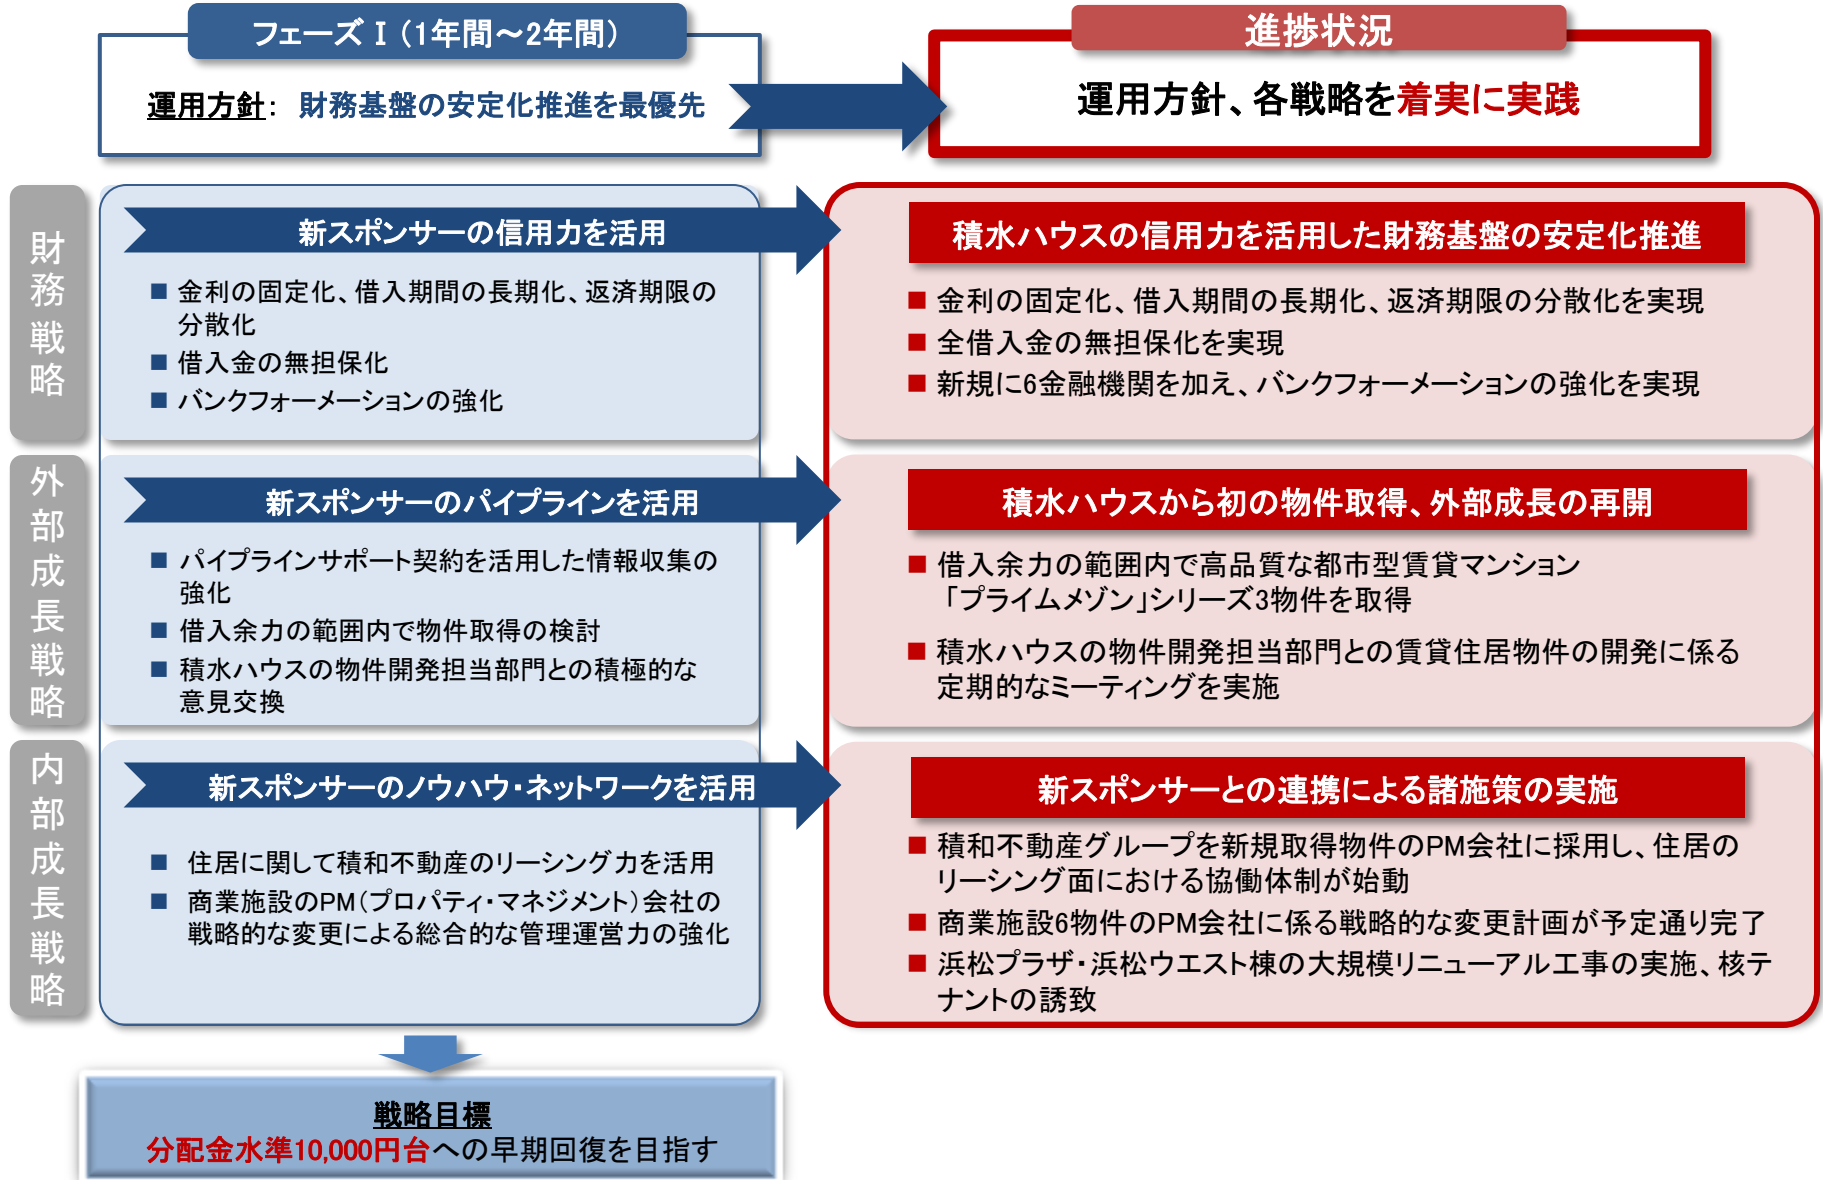 フェーズⅠ(1年間～2年間)
運用方針: 財務基盤の安定化推進を最優先
進捗状況
運用方針、各戦略を着実に実践
財務戦略
新スポンサーの信用力を活用
■ 金利の固定化、借入期間の長期化、返済期限の
分散化
■ 借入金の無担保化
■ バンクフォーメーションの強化
積水ハウスの信用力を活用した財務基盤の安定化推進
■ 金利の固定化、借入期間の長期化、返済期限の分散化を実現
■ 全借入金の無担保化を実現
■ 新規に6金融機関を加え、バンクフォーメーションの強化を実現
外部成長戦略
新スポンサーのパイプラインを活用
■ パイプラインサポート契約を活用した情報収集の
強化
■ 借入余力の範囲内で物件取得の検討
■ 積水ハウスの物件開発担当部門との積極的な
意見交換
積水ハウスから初の物件取得、外部成長の再開
■ 借入余力の範囲内で高品質な都市型賃貸マンション
「プライムメゾン」シリーズ3物件を取得
■ 積水ハウスの物件開発担当部門との賃貸住居物件の開発に係る
定期的なミーティングを実施
内部成長戦略
新スポンサーのノウハウ・ネットワークを活用
■ 住居に関して積和不動産のリーシング力を活用
■ 商業施設のPM(プロパティ・マネジメント)会社の
戦略的な変更による総合的な管理運営力の強化
新スポンサーとの連携による諸施策の実施
■ 積和不動産グループを新規取得物件のPM会社に採用し、住居の
リーシング面における協働体制が始動
■ 商業施設6物件のPM会社に係る戦略的な変更計画が予定通り完了
■ 浜松プラザ・浜松ウエスト棟の大規模リニューアル工事の実施、核テ
ナントの誘致
戦略目標
分配金水準10,000円台への早期回復を目指す